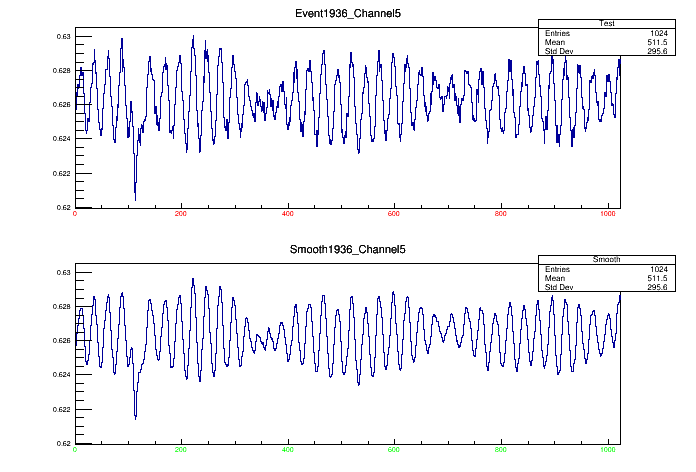 Event1936_Channel5
Test
Entries 1024
Mean 511.5
Std Dev 295.6
0.63
0.628
0.626
0.624
0.622
0.62
0 200 400 600 800 1000
Smooth1936_Channel5
Smooth
Entries 1024
Mean 511.5
Std Dev 295.6
0.63
0.628
0.626
0.624
0.622
0.62
0 200 400 600 800 1000